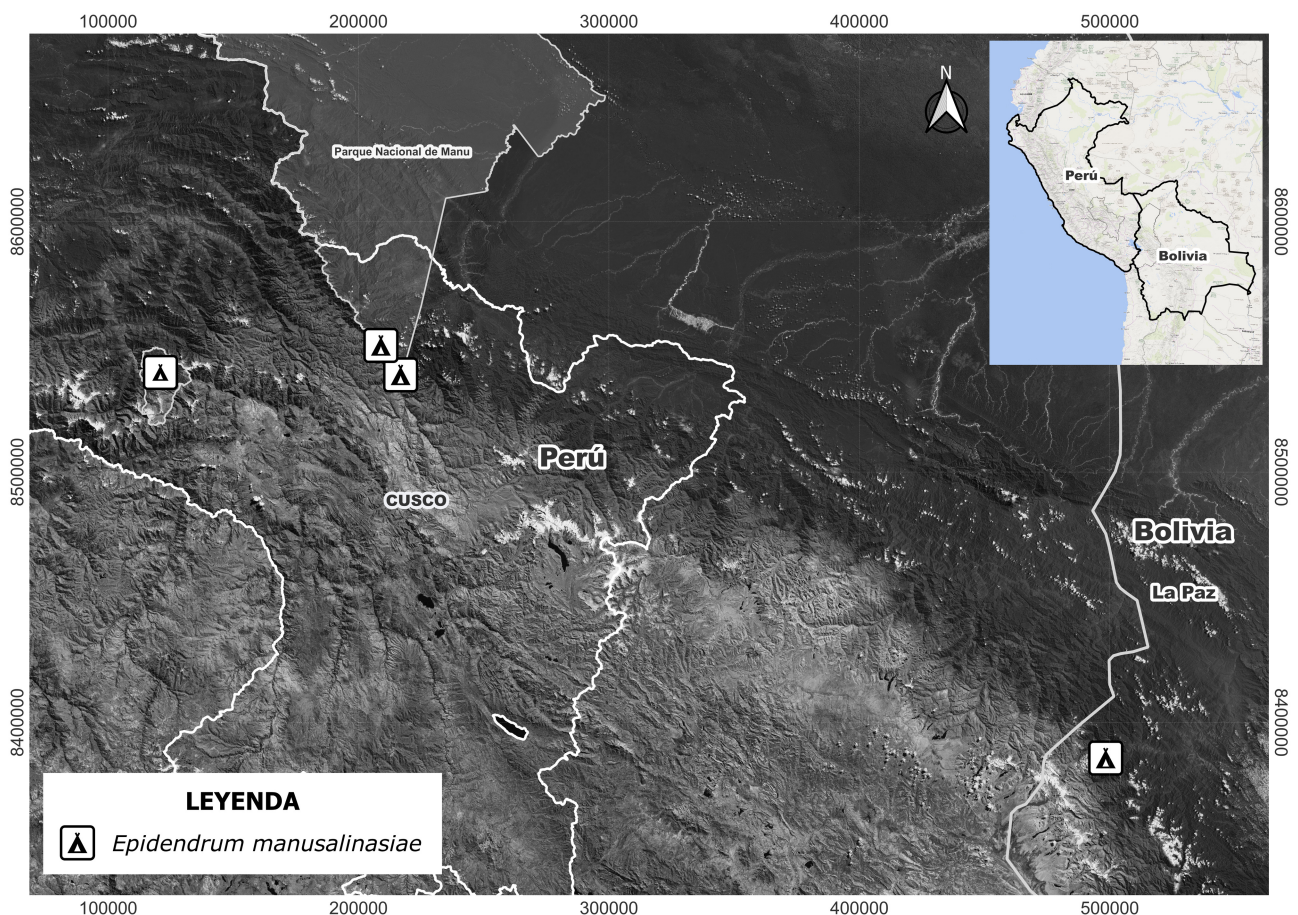 100000 200000 300000 400000 500000
N
Parque Nacional de Manu
Perú
Bolivia
8600000 8600000
Perú
CUSCO
8500000 8500000
Bolivia
La Paz
8400000 8400000
LEYENDA
Epidendrum manusalinasiae
100000 200000 300000 400000 500000